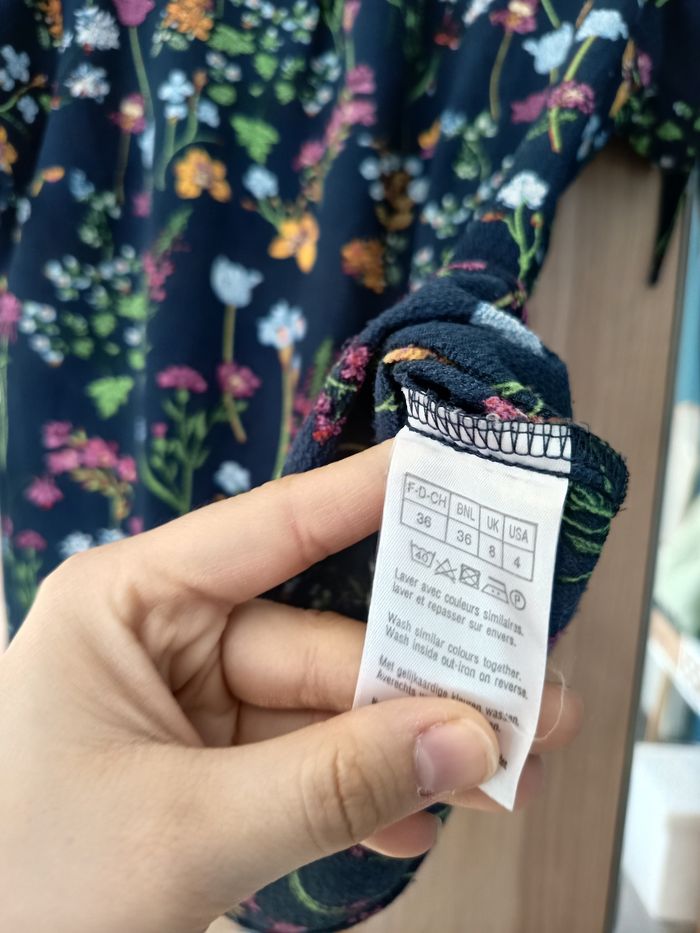 F-D-CH BNL UK USA
36 36 8 4
40 P
Laver avec couleurs similaires.
laver et repasser sur envers.
Wash similar colours together.
Wash inside out-iron on reverse.
Met gelijkaardige kleuren wassen.
Averechts